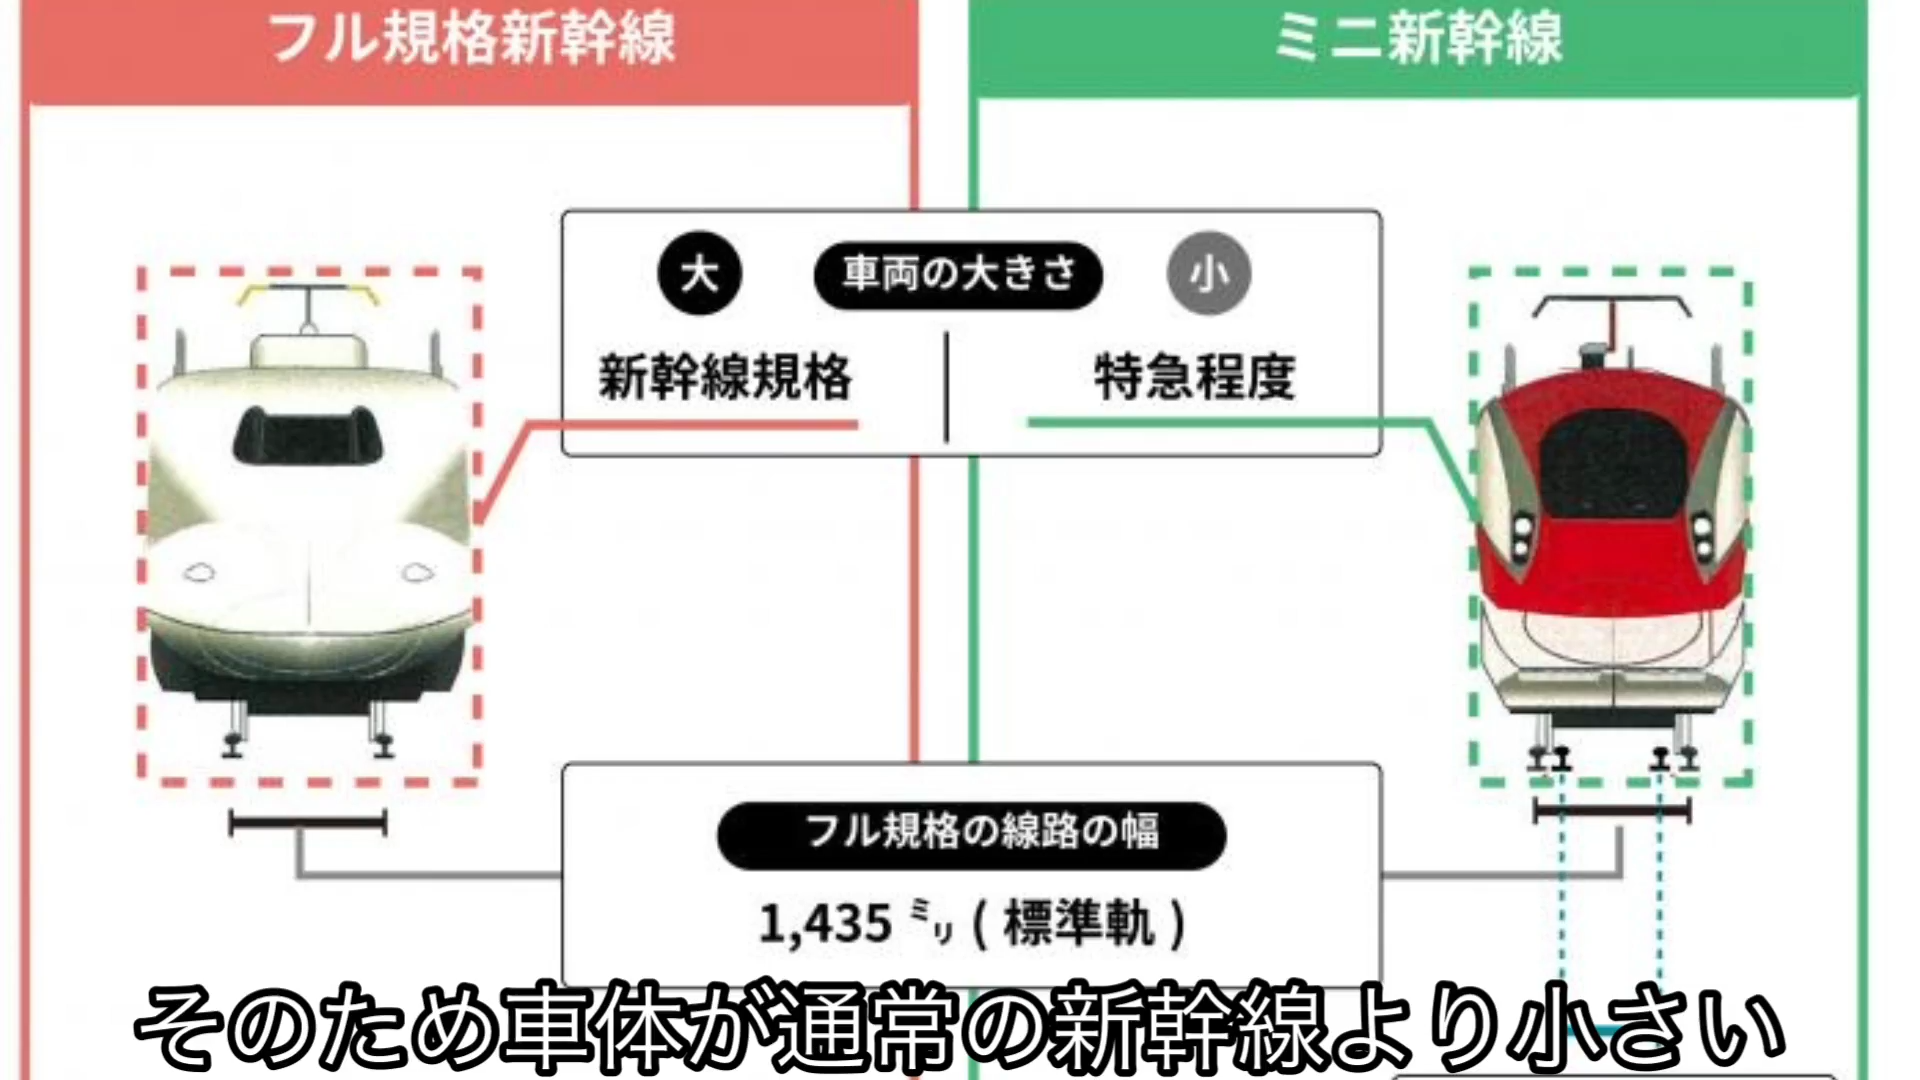 フル規格新幹線
ミニ新幹線
大
車両の大きさ
小
新幹線規格
特急程度
フル規格の線路の幅
1,435 ミリ ( 標準軌 )
そのため車体が通常の新幹線より小さい